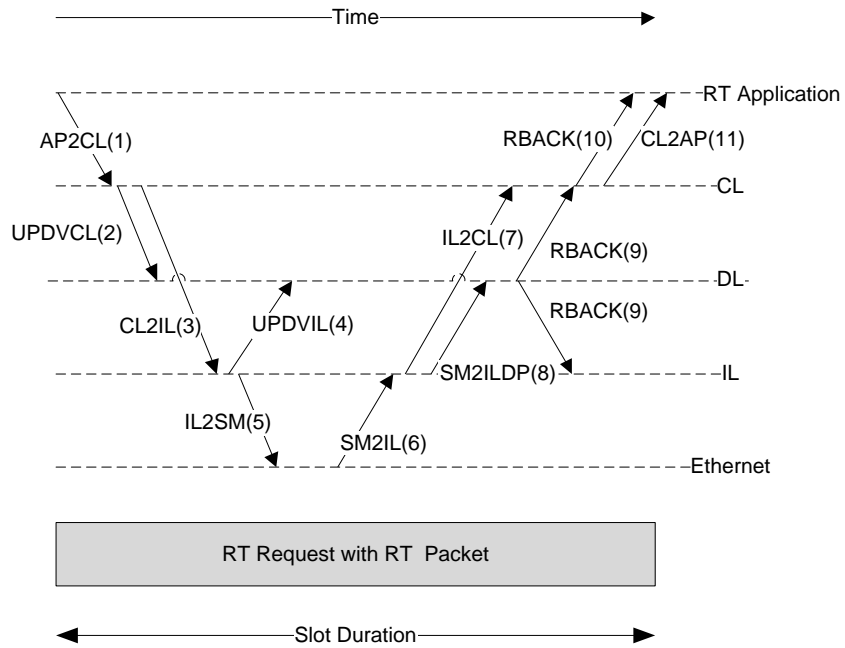 Time
RT Application
AP2CL(1)
RBACK(10)
CL2AP(11)
CL
UPDVCL(2)
IL2CL(7)
RBACK(9)
DL
CL2IL(3)
UPDVIL(4)
RBACK(9)
SM2ILDP(8)
IL
IL2SM(5)
SM2IL(6)
Ethernet
RT Request with RT Packet
Slot Duration